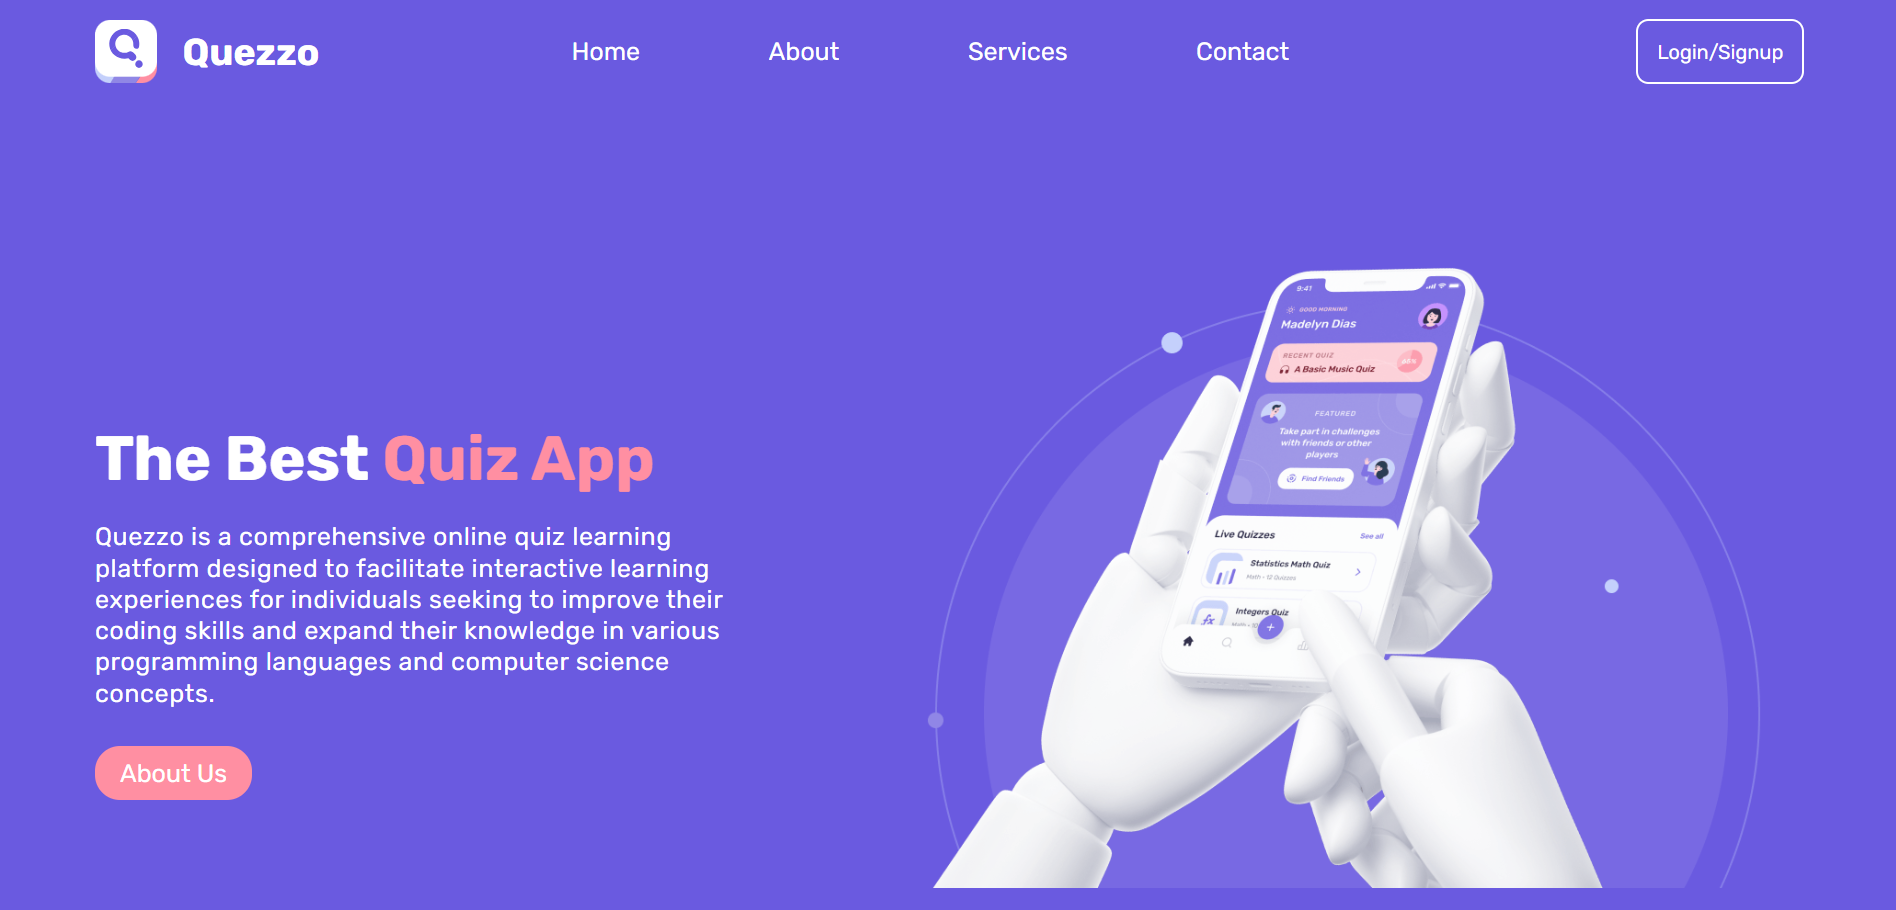 Quezzo
Home
About
Services
Contact
Login/Signup
The Best Quiz App
Quezzo is a comprehensive online quiz learning
platform designed to facilitate interactive learning
experiences for individuals seeking to improve their
coding skills and expand their knowledge in various
programming languages and computer science
concepts.
About Us
9:41
GOOD MORNING
Madelyn Dias
RECENT QUIZ
A Basic Music Quiz
FEATURED
Take part in challenges
with friends or other
players
Find Friends
Live Quizzes
See all
Statistics Math Quiz
Math • 12 Quizzes
Integers Quiz
fx